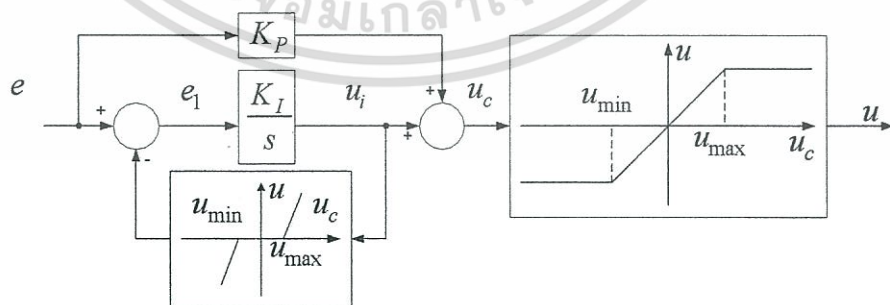 K_P
e
e_1
K_I
s
u_i
u_c
+
-
+
+
u_min
u
u_max
u_c
u_min
u
u_max
u_c
u